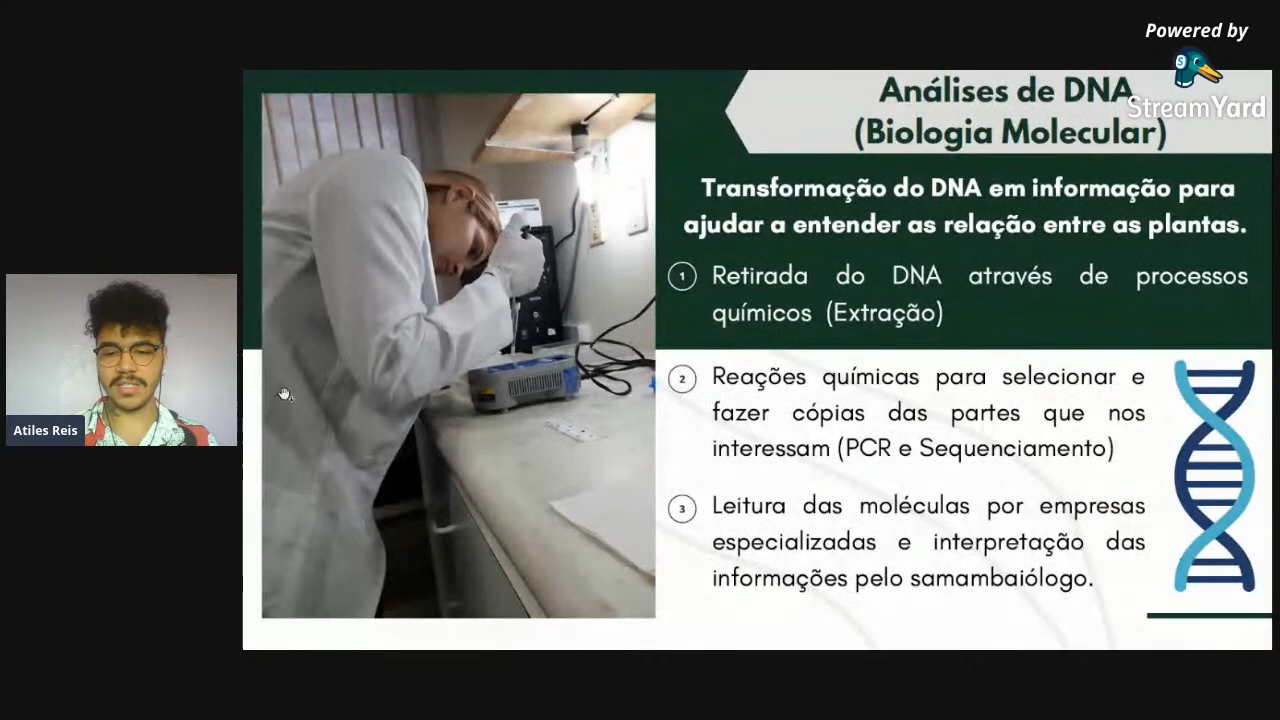 Powered by
StreamYard
Análises de DNA
(Biologia Molecular)
Transformação do DNA em informação para
ajudar a entender as relação entre as plantas.
1 Retirada do DNA através de processos
químicos (Extração)
2 Reações químicas para selecionar e
fazer cópias das partes que nos
interessam (PCR e Sequenciamento)
3 Leitura das moléculas por empresas
especializadas e interpretação das
informações pelo samambaiólogo.
Atiles Reis